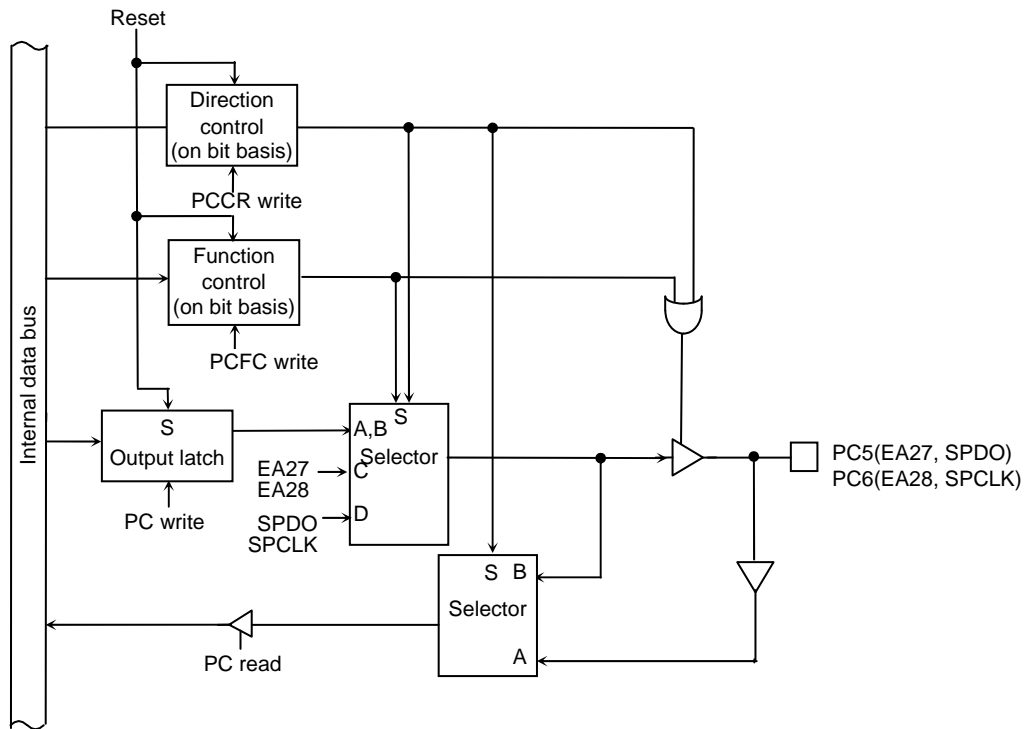 Reset
Direction
control
(on bit basis)
PCCR write
Function
control
(on bit basis)
PCFC write
Internal data bus
S
Output latch
PC write
S
A,B
Selector
C
D
EA27
EA28
SPDO
SPCLK
PC5(EA27, SPDO)
PC6(EA28, SPCLK)
S B
Selector
A
PC read